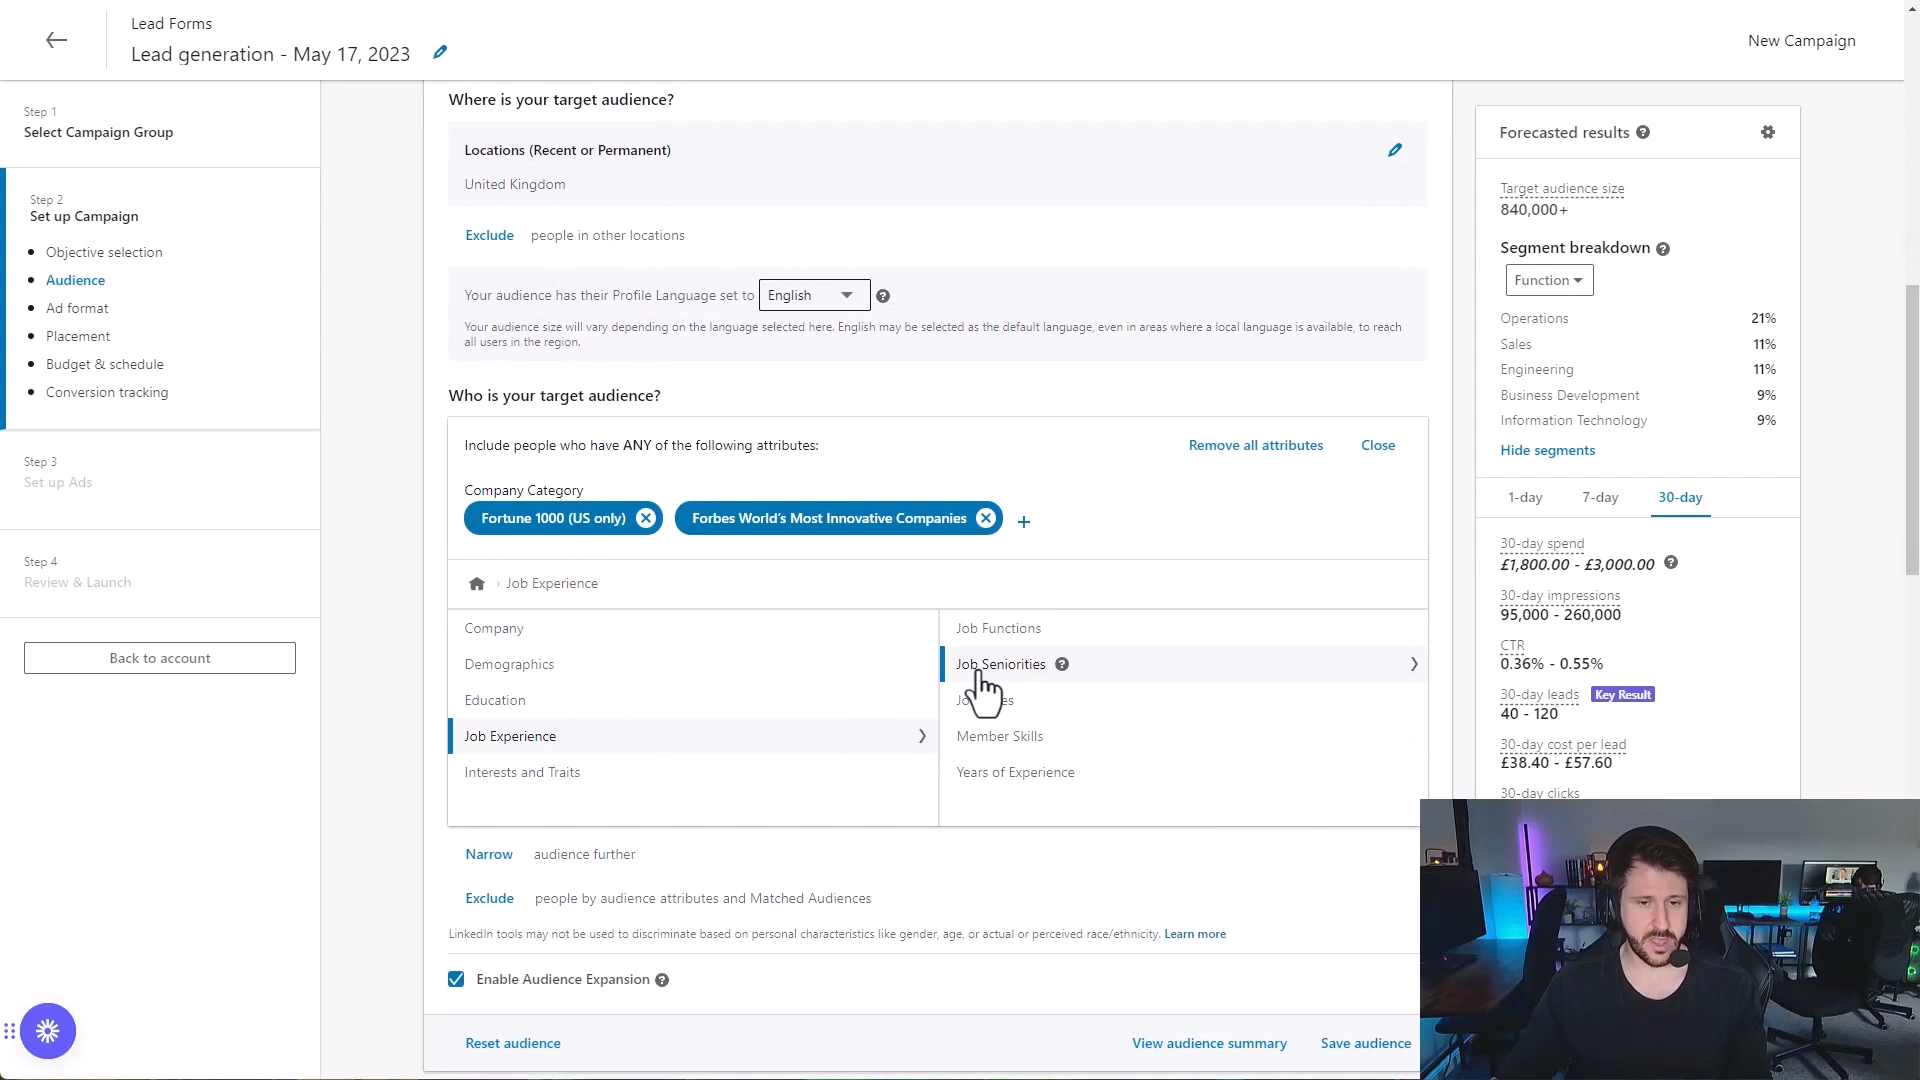 Lead Forms
Lead generation - May 17, 2023
New Campaign
Step 1
Select Campaign Group
Step 2
Set up Campaign
Objective selection
Audience
Ad format
Placement
Budget & schedule
Conversion tracking
Step 3
Set up Ads
Step 4
Review & Launch
Back to account
Where is your target audience?
Locations (Recent or Permanent)
United Kingdom
Exclude people in other locations
Your audience has their Profile Language set to English
Your audience size will vary depending on the language selected here. English may be selected as the default language, even in areas where a local language is available, to reach
all users in the region.
Who is your target audience?
Include people who have ANY of the following attributes:
Remove all attributes
Close
Company Category
Fortune 1000 (US only)
Forbes World's Most Innovative Companies
Job Experience
Company
Demographics
Education
Job Experience
Interests and Traits
Job Functions
Job Seniorities
Member Skills
Years of Experience
Narrow audience further
Exclude people by audience attributes and Matched Audiences
LinkedIn tools may not be used to discriminate based on personal characteristics like gender, age, or actual or perceived race/ethnicity. Learn more
Enable Audience Expansion
Reset audience
View audience summary
Save audience
Forecasted results
Target audience size
840,000+
Segment breakdown
Function
Operations 21%
Sales 11%
Engineering 11%
Business Development 9%
Information Technology 9%
Hide segments
1-day 7-day 30-day
30-day spend
£1,800.00 - £3,000.00
30-day impressions
95,000 - 260,000
CTR
0.36% - 0.55%
30-day leads Key Result
40 - 120
30-day cost per lead
£38.40 - £57.60
30-day clicks